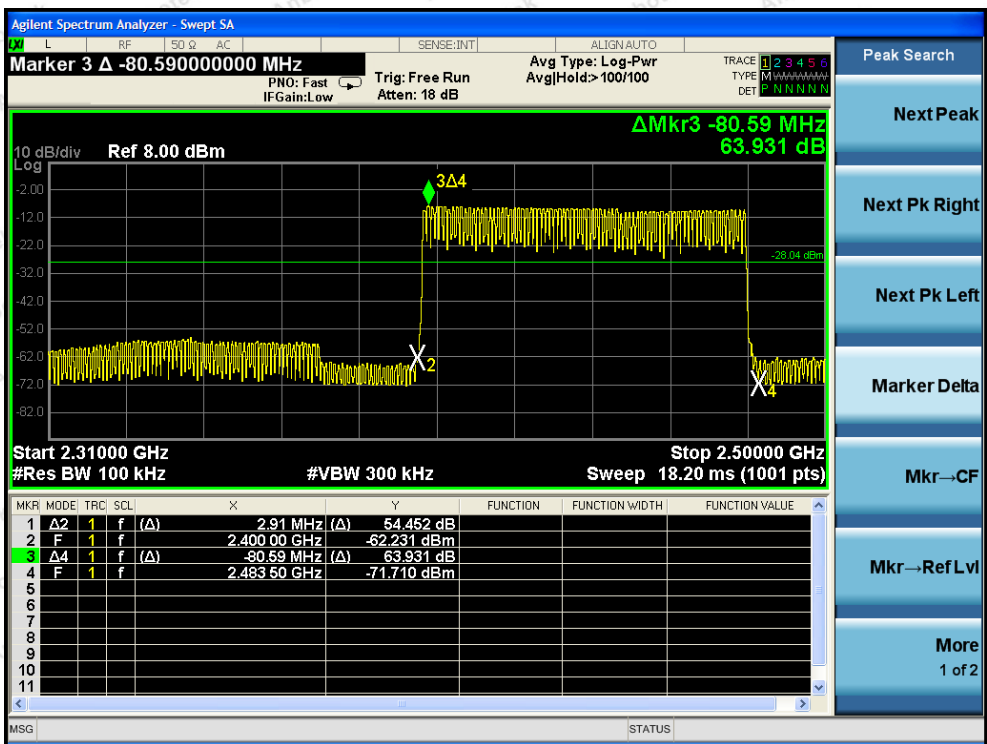 Agilent Spectrum Analyzer - Swept SA
LXI L RF 50 Ω AC SENSE:INT ALIGN AUTO
Marker 3 Δ -80.590000000 MHz
PNO: Fast
IFGain:Low
Trig: Free Run
Atten: 18 dB
Avg Type: Log-Pwr
Avg|Hold:>100/100
TRACE 1 2 3 4 5 6
TYPE M
DET P N N N N N
Peak Search
Next Peak
Next Pk Right
Next Pk Left
Marker Delta
Mkr→CF
Mkr→Ref Lvl
More
1 of 2
ΔMkr3 -80.59 MHz
63.931 dB
10 dB/div Ref 8.00 dBm
Log
-2.00
-12.0
-22.0
-32.0
-42.0
-52.0
-62.0
-72.0
-82.0
3Δ4
-28.04 dBm
2
4
Start 2.31000 GHz Stop 2.50000 GHz
#Res BW 100 kHz #VBW 300 kHz Sweep 18.20 ms (1001 pts)
MKR MODE TRC SCL X Y FUNCTION FUNCTION WIDTH FUNCTION VALUE
1 Δ2 1 f (Δ) 2.91 MHz (Δ) 54.452 dB
2 F 1 f 2.400 00 GHz -62.231 dBm
3 Δ4 1 f (Δ) -80.59 MHz (Δ) 63.931 dB
4 F 1 f 2.483 50 GHz -71.710 dBm
5
6
7
8
9
10
11
MSG STATUS